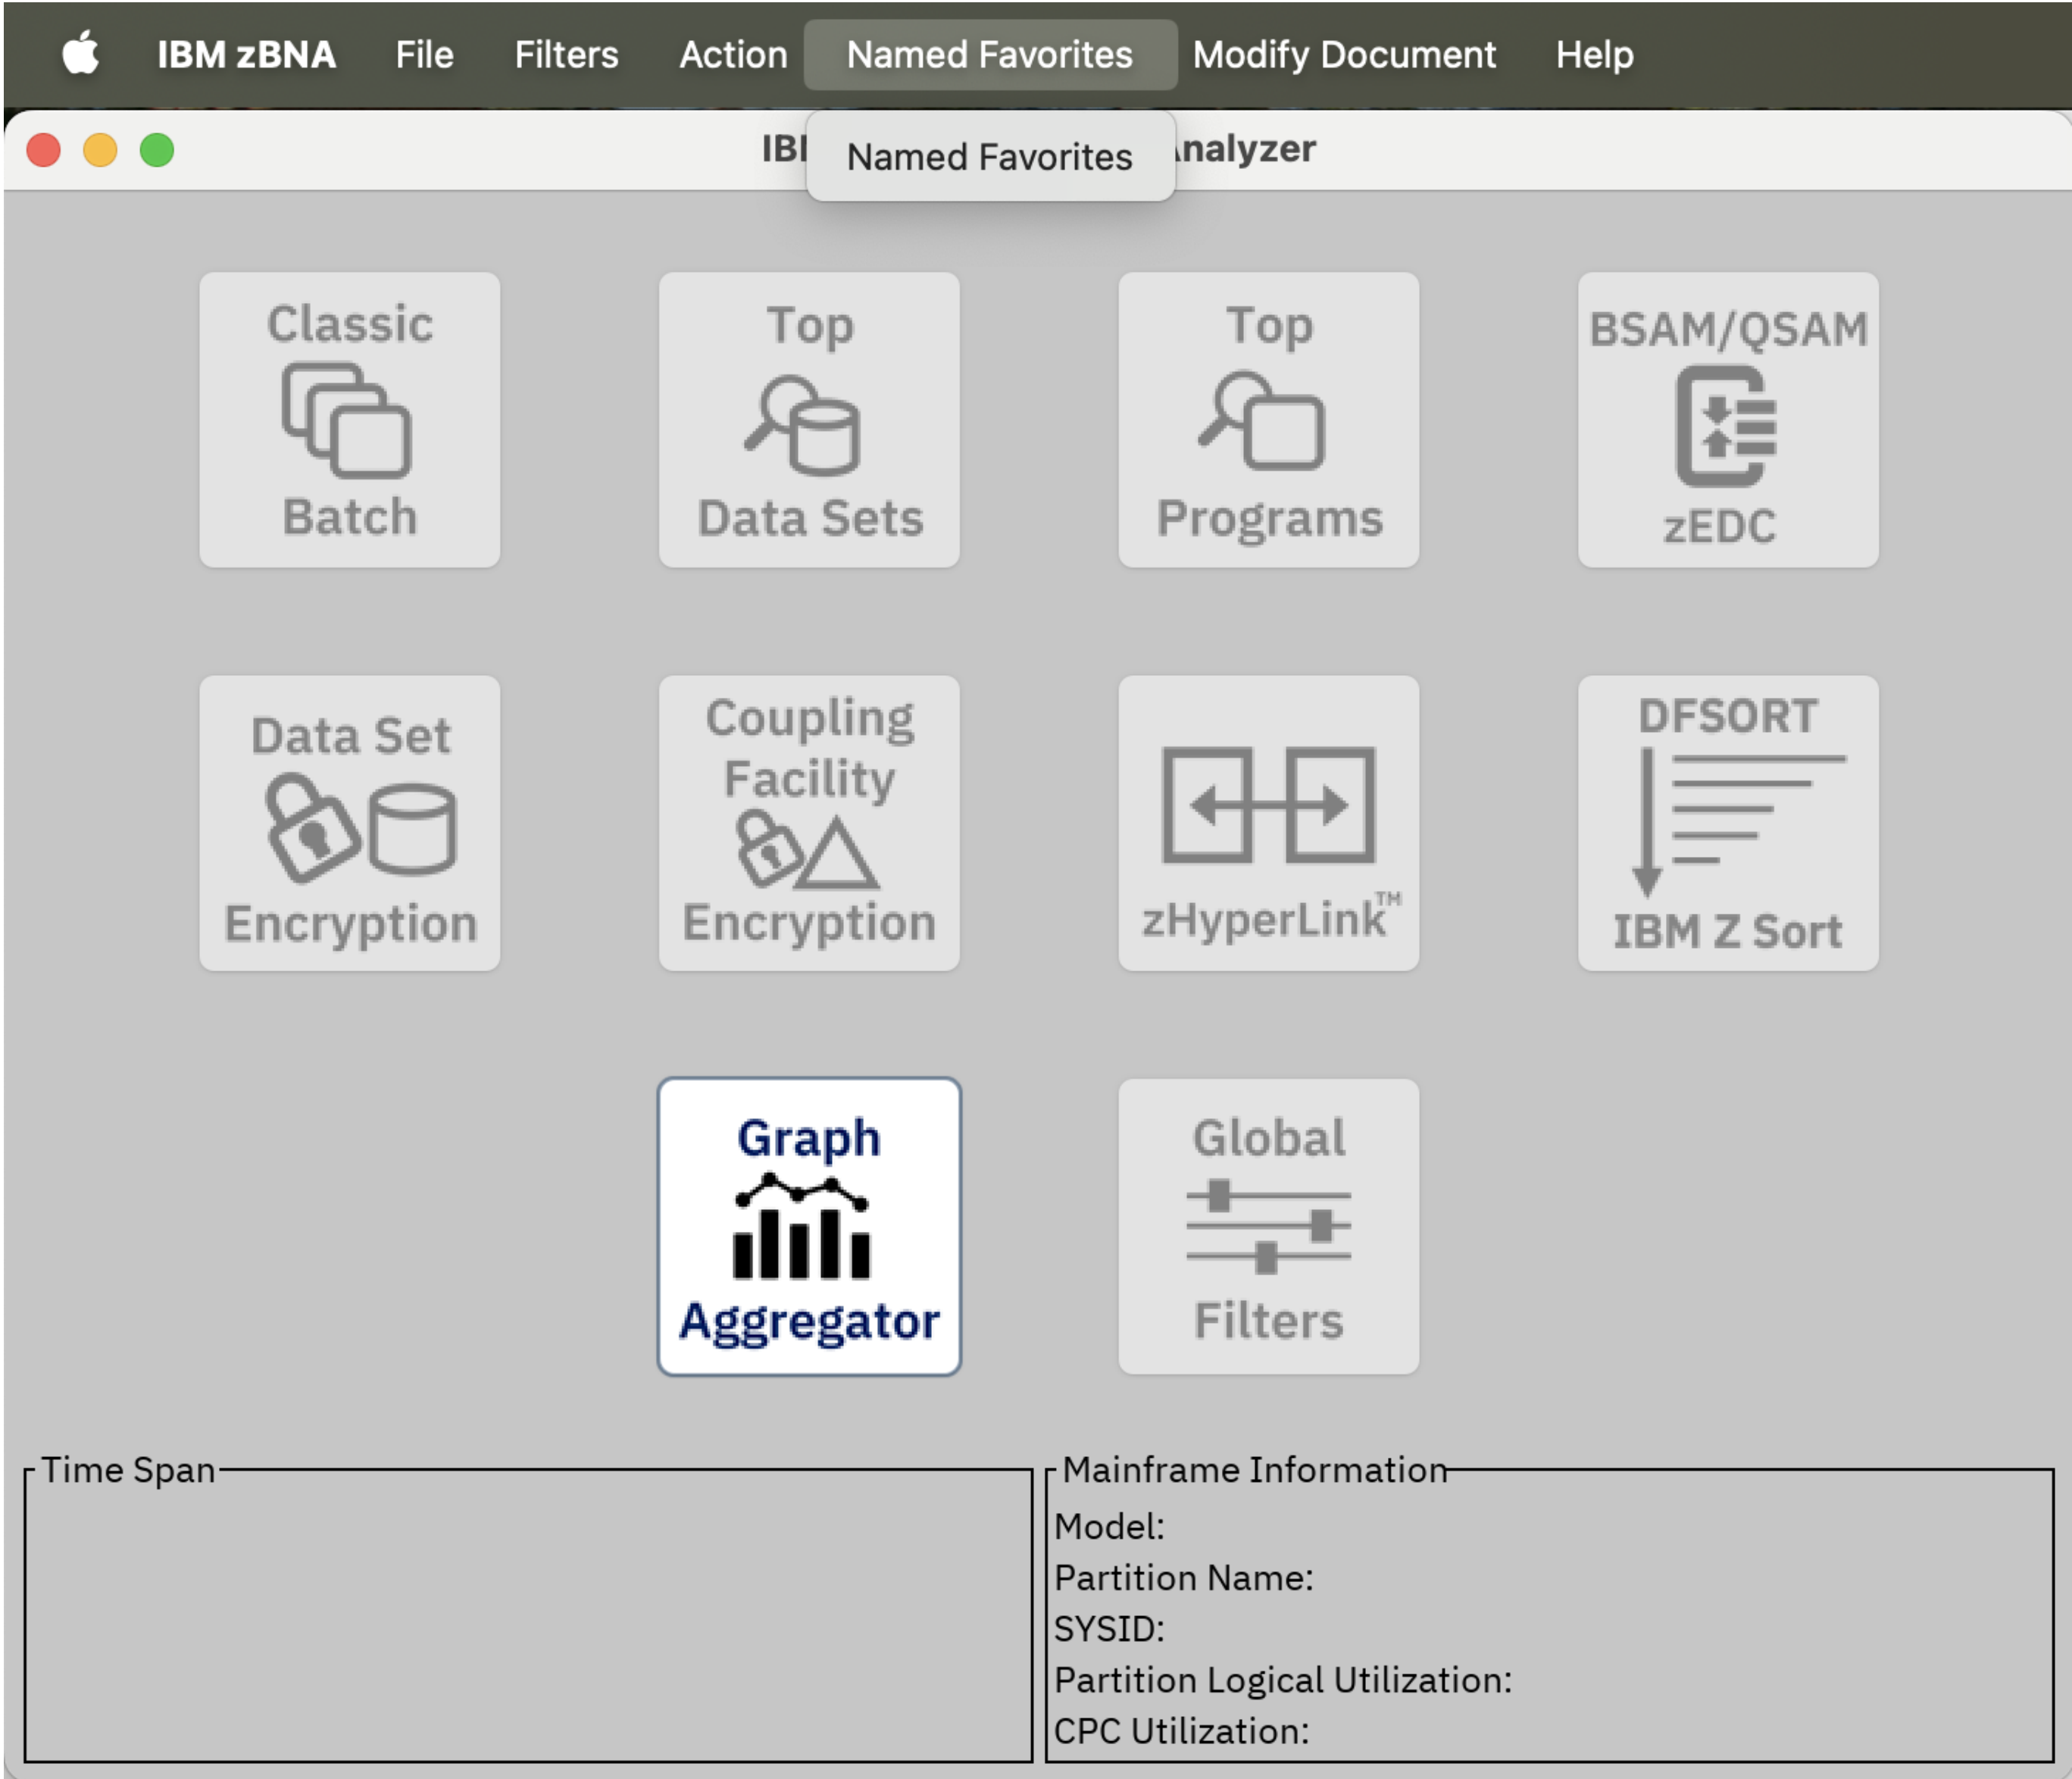 IBM zBNA File Filters Action Named Favorites Modify Document Help
Named Favorites
Classic
Batch
Top
Data Sets
Top
Programs
BSAM/QSAM
zEDC
Data Set
Encryption
Coupling
Facility
Encryption
zHyperLink™
DFSORT
IBM Z Sort
Graph
Aggregator
Global
Filters
Time Span
Mainframe Information
Model:
Partition Name:
SYSID:
Partition Logical Utilization:
CPC Utilization: